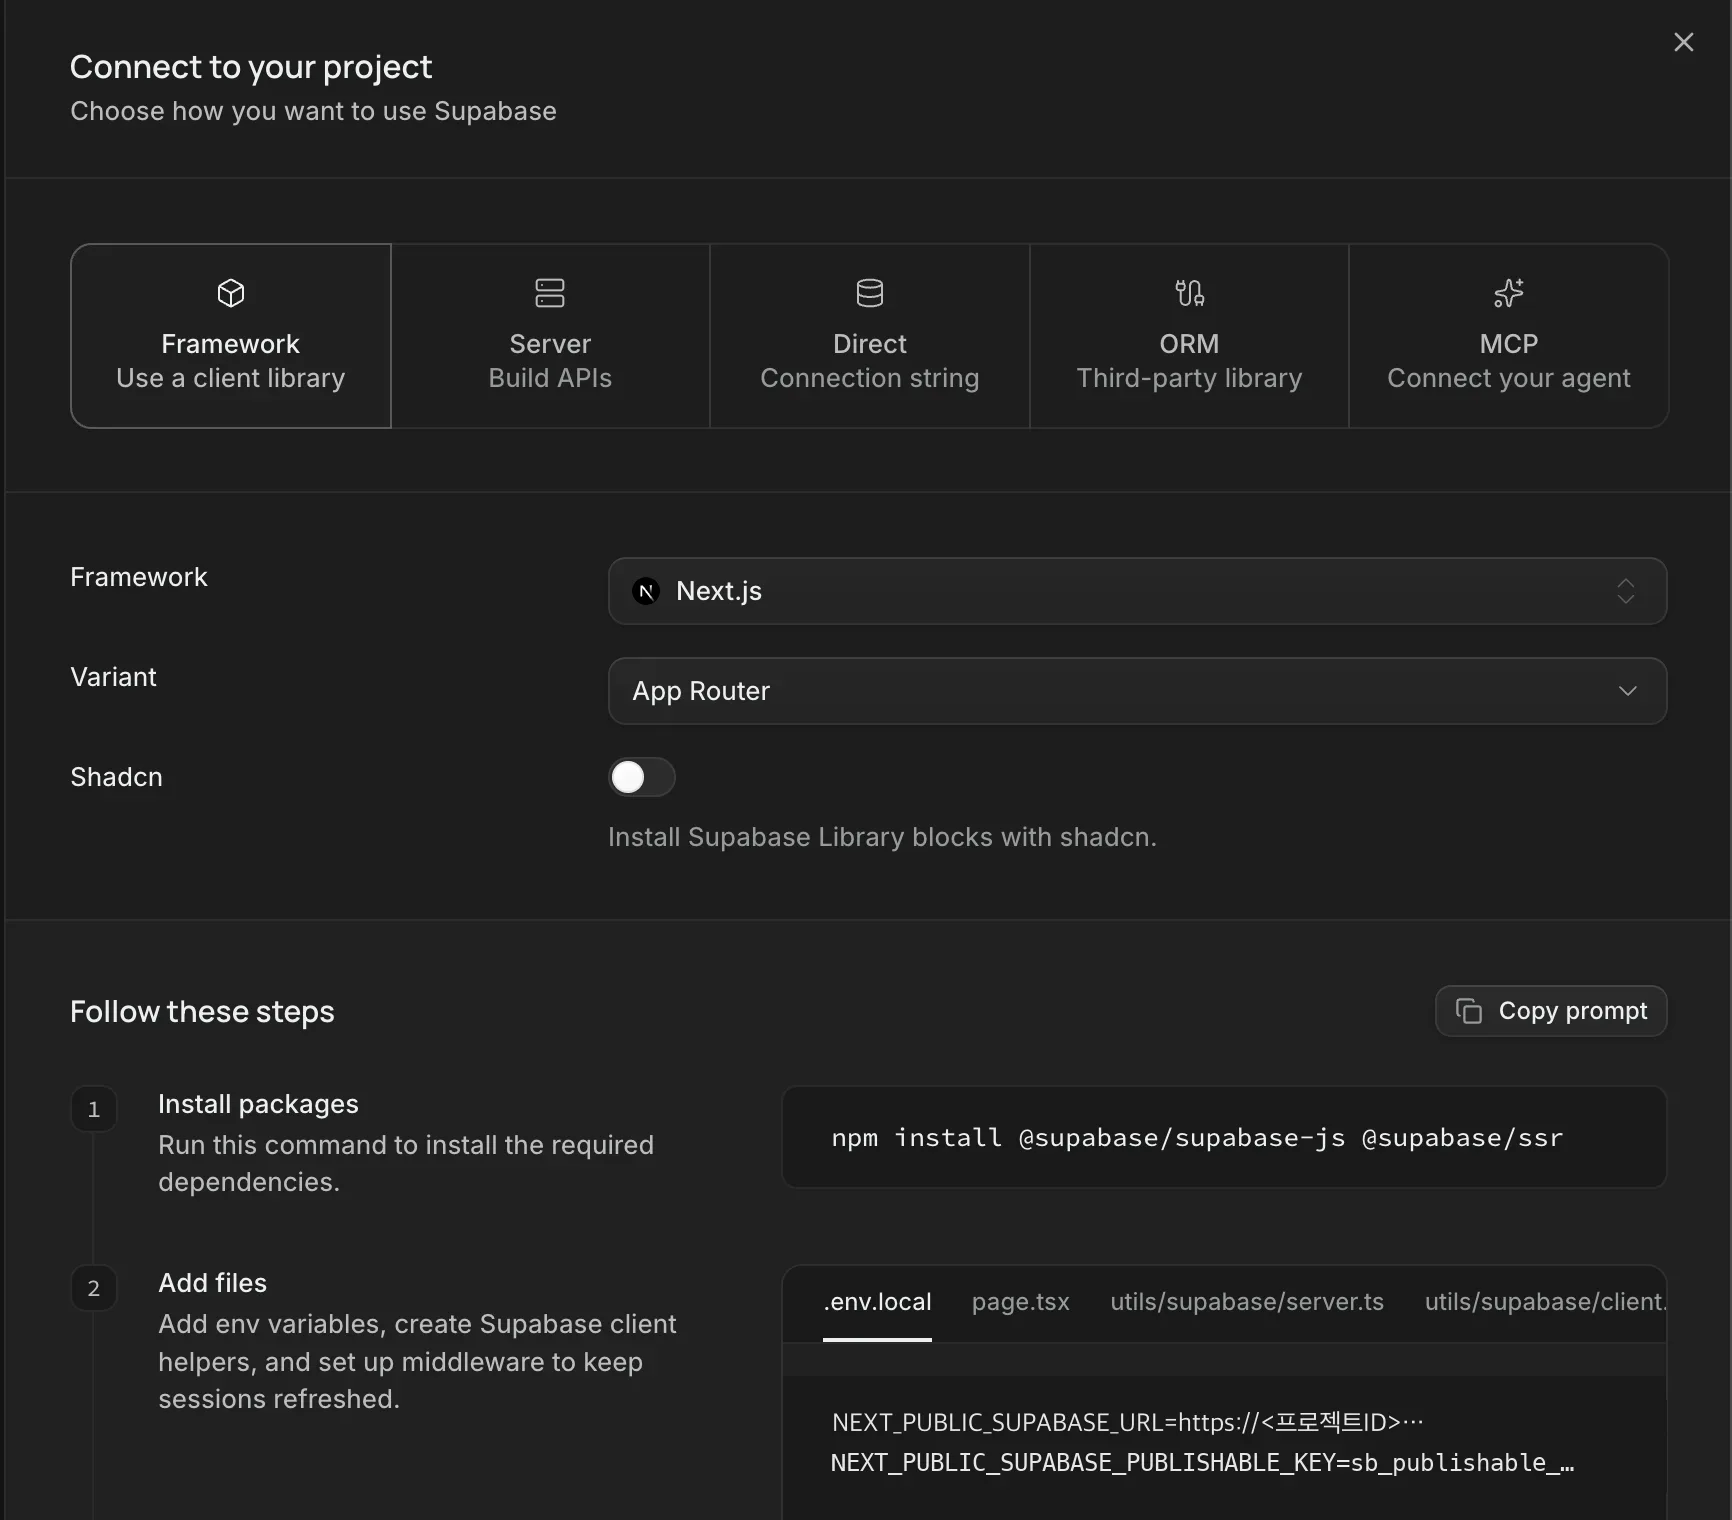 Connect to your project
Choose how you want to use Supabase
Framework
Use a client library
Server
Build APIs
Direct
Connection string
ORM
Third-party library
MCP
Connect your agent
Framework
Next.js
Variant
App Router
Shadcn
Install Supabase Library blocks with shadcn.
Follow these steps
Copy prompt
1
Install packages
Run this command to install the required
dependencies.
npm install @supabase/supabase-js @supabase/ssr
2
Add files
Add env variables, create Supabase client
helpers, and set up middleware to keep
sessions refreshed.
.env.local
page.tsx
utils/supabase/server.ts
utils/supabase/client.
NEXT_PUBLIC_SUPABASE_URL=https://<프로젝트ID>⋯
NEXT_PUBLIC_SUPABASE_PUBLISHABLE_KEY=sb_publishable_…